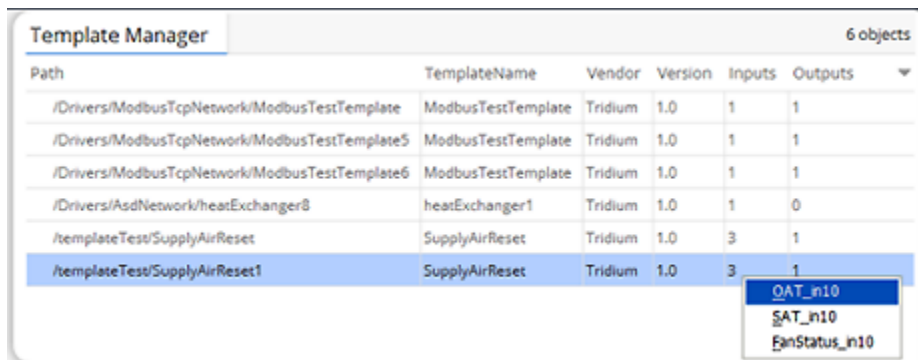 Template Manager 6 objects
Path TemplateName Vendor Version Inputs Outputs
/Drivers/ModbusTcpNetwork/ModbusTestTemplate ModbusTestTemplate Tridium 1.0 1 1
/Drivers/ModbusTcpNetwork/ModbusTestTemplate5 ModbusTestTemplate Tridium 1.0 1 1
/Drivers/ModbusTcpNetwork/ModbusTestTemplate6 ModbusTestTemplate Tridium 1.0 1 1
/Drivers/AsdNetwork/heatExchanger8 heatExchanger1 Tridium 1.0 1 0
/templateTest/SupplyAirReset SupplyAirReset Tridium 1.0 3 1
/templateTest/SupplyAirReset1 SupplyAirReset Tridium 1.0 3 1
OAT_in10
SAT_in10
FanStatus_in10